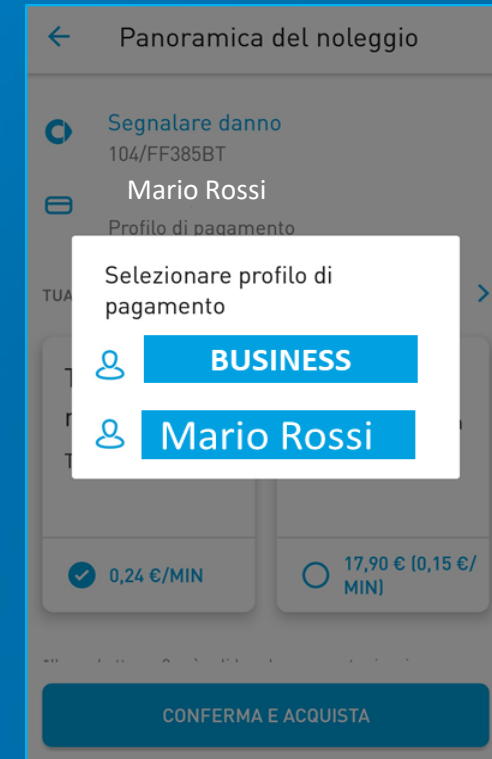 Panoramica del noleggio
Segnalare danno
104/FF385BT
Mario Rossi
Profilo di pagamento
Selezionare profilo di
pagamento
TUA
BUSINESS
Mario Rossi
0,24 €/MIN
17,90 € (0,15 €/
MIN)
CONFERMA E ACQUISTA